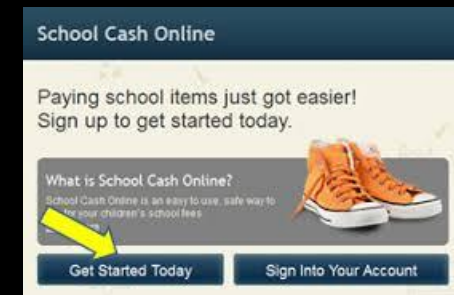 School Cash Online
Paying school items just got easier!
Sign up to get started today.
What is School Cash Online?
School Cash Online is an easy to use, safe way to
for your children's school fees
Get Started Today
Sign Into Your Account